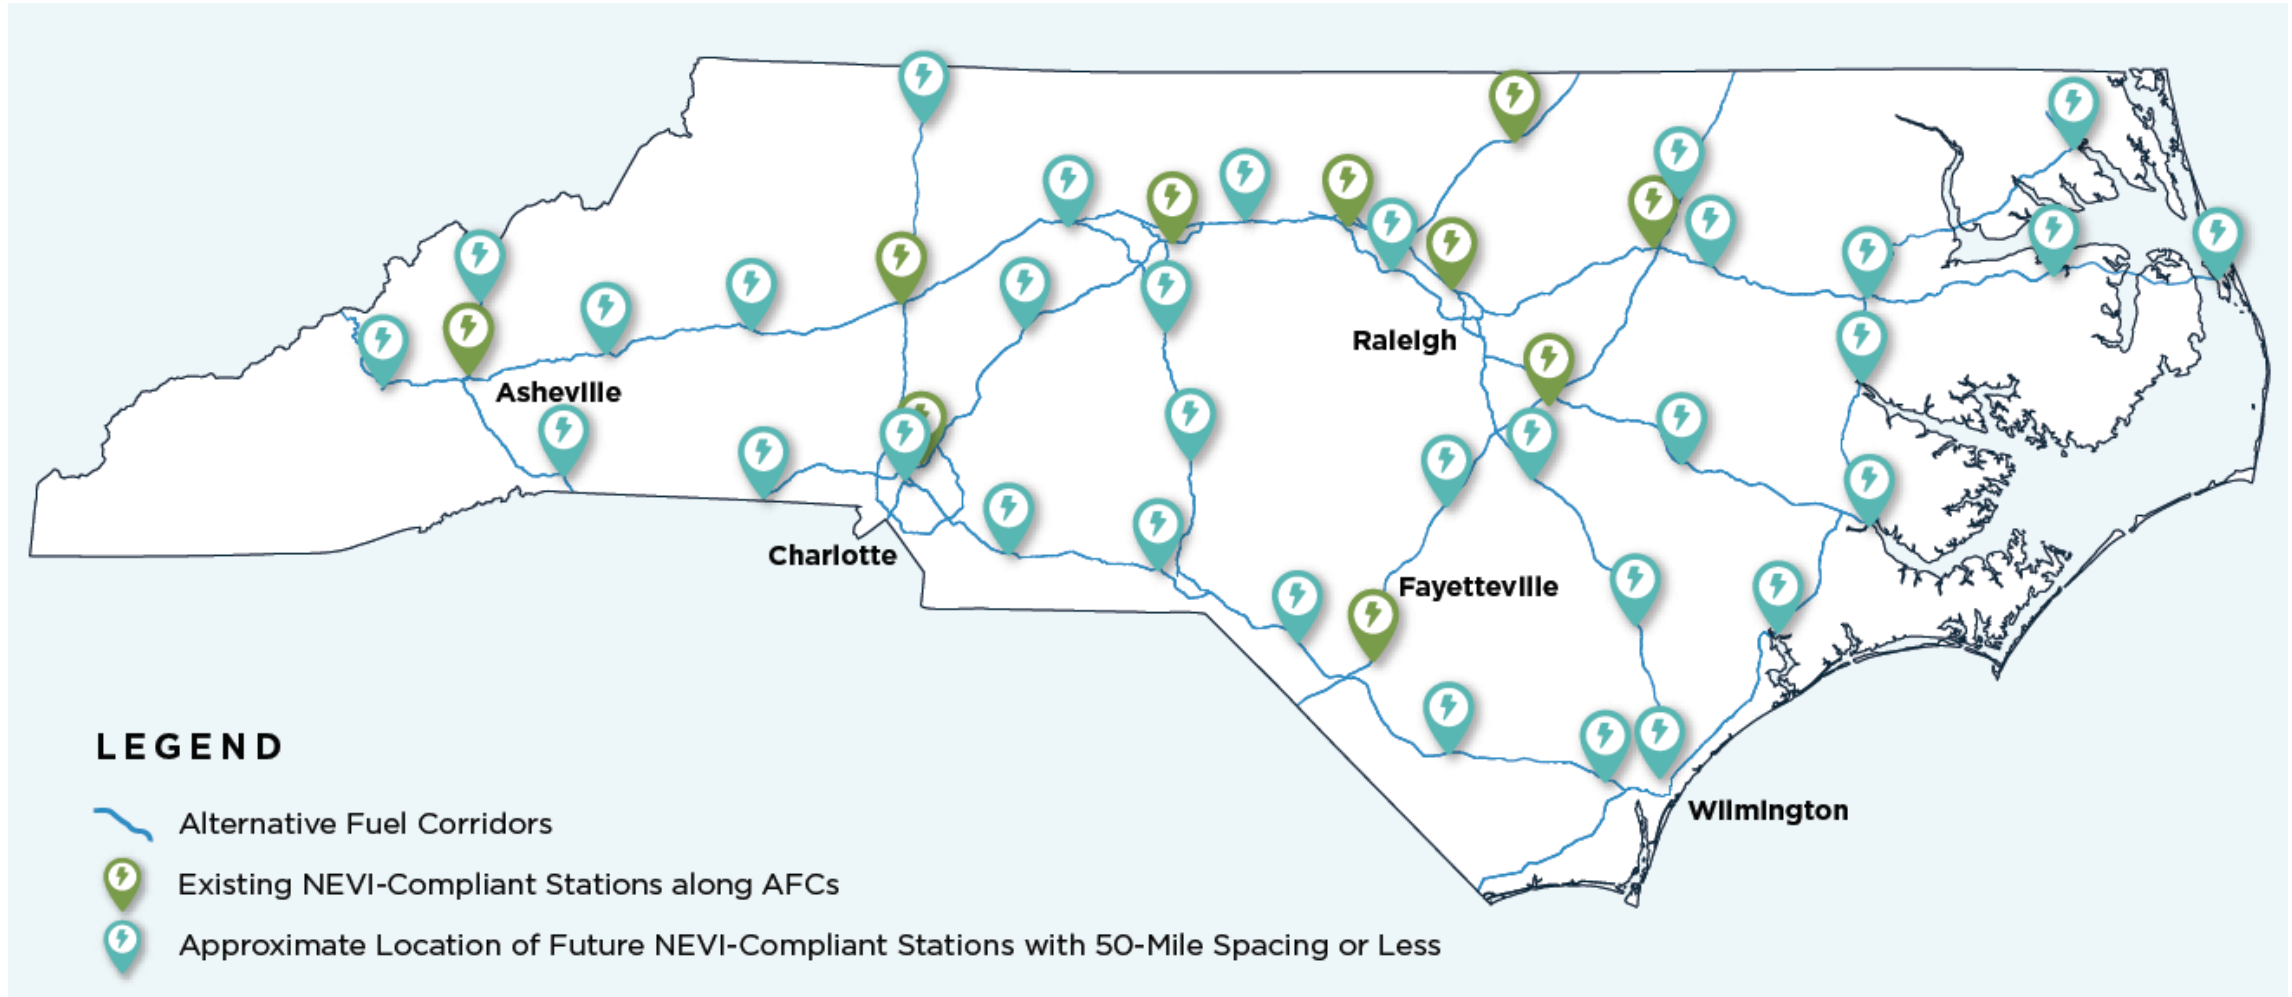 Raleigh
Asheville
Charlotte
Fayetteville
Wilmington
LEGEND
Alternative Fuel Corridors
Existing NEVI-Compliant Stations along AFCs
Approximate Location of Future NEVI-Compliant Stations with 50-Mile Spacing or Less